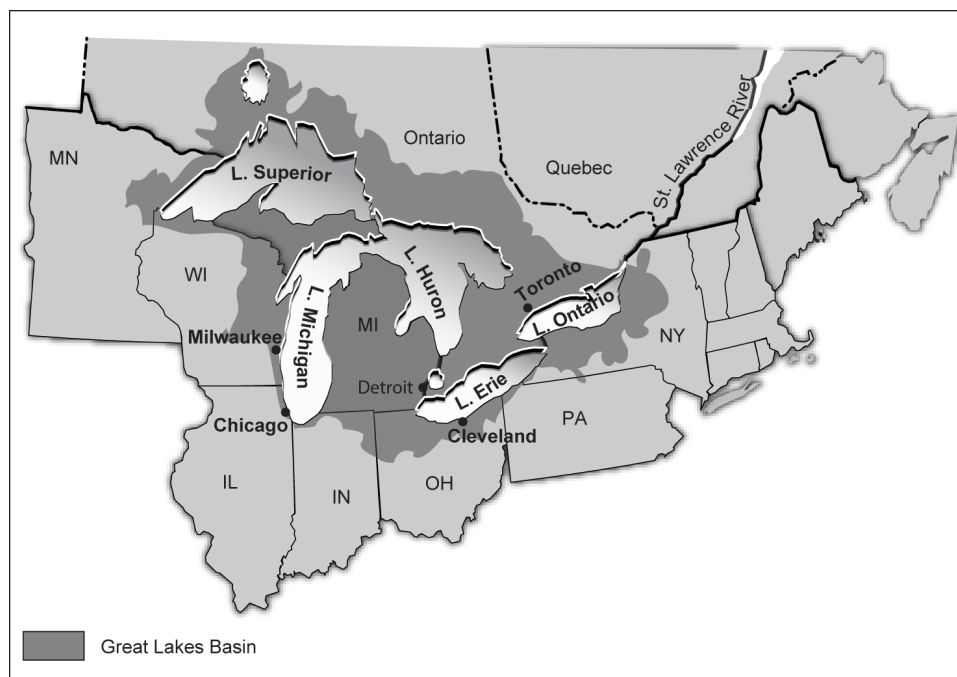 MN
Ontario
Quebec
St. Lawrence River
L. Superior
WI
L. Michigan
MI
L. Huron
Toronto
L. Ontario
NY
Milwaukee
Detroit
L. Erie
Chicago
Cleveland
PA
IL
IN
OH
Great Lakes Basin